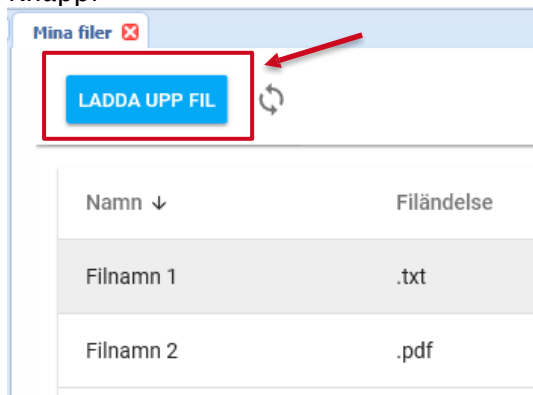 Mina filer
LADDA UPP FIL
Namn Filändelse
Filnamn 1 .txt
Filnamn 2 .pdf